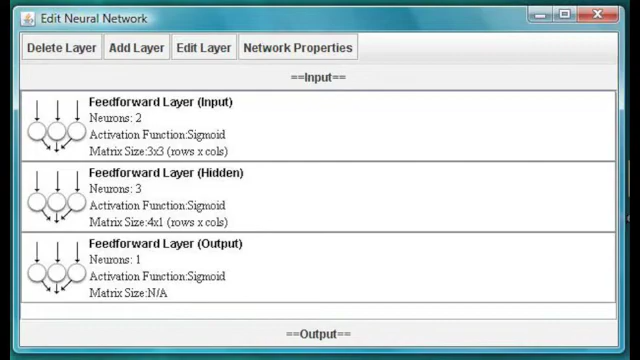 Edit Neural Network
Delete Layer Add Layer Edit Layer Network Properties
==Input==
Feedforward Layer (Input)
Neurons: 2
Activation Function:Sigmoid
Matrix Size:3x3 (rows x cols)
Feedforward Layer (Hidden)
Neurons: 3
Activation Function:Sigmoid
Matrix Size:4x1 (rows x cols)
Feedforward Layer (Output)
Neurons: 1
Activation Function:Sigmoid
Matrix Size:N/A
==Output==